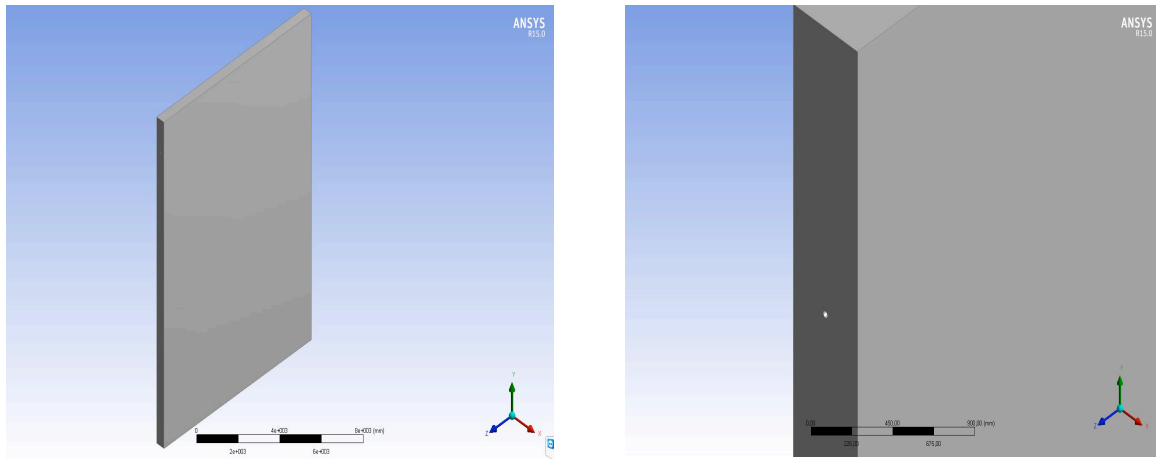 ANSYS
R15.0
0 4e+003 8e+003 (mm)
2e+003 6e+003
Y
Z X
ANSYS
R15.0
0,00 450,00 900,00 (mm)
225,00 675,00
Y
Z X